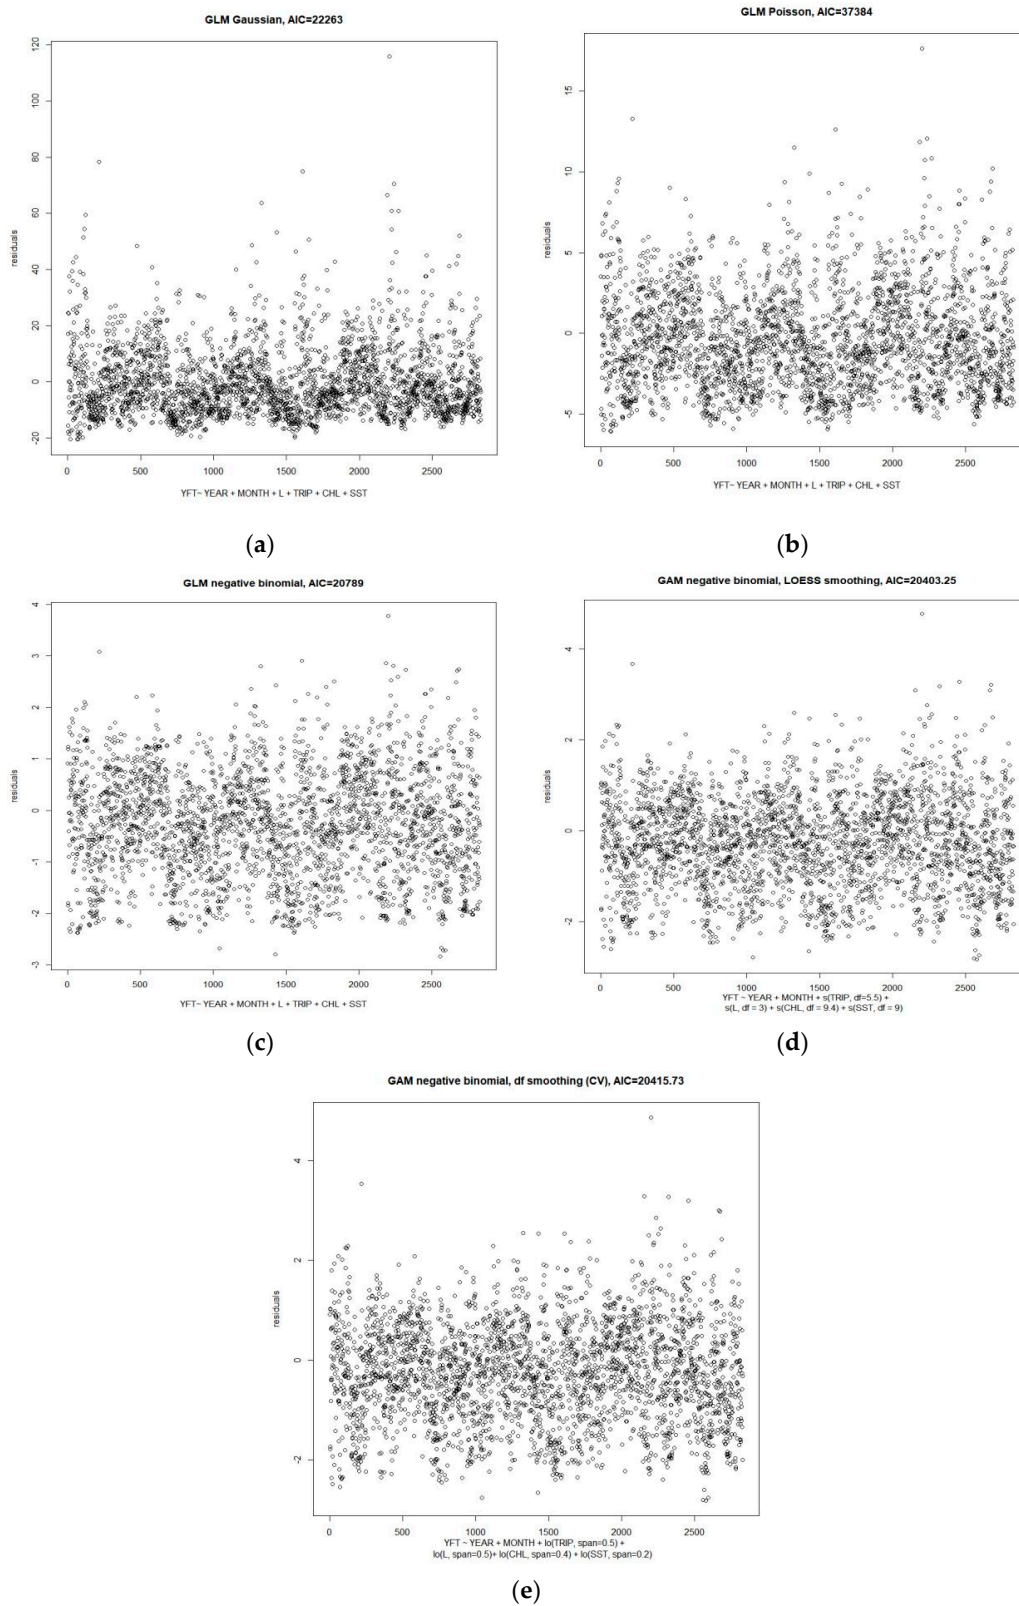 GLM Gaussian, AIC=22263
120
100
80
60
40
20
0
-20
residuals
0 500 1000 1500 2000 2500
YFT~ YEAR + MONTH + L + TRIP + CHL + SST
(a)
GLM Poisson, AIC=37384
15
10
5
0
-5
residuals
0 500 1000 1500 2000 2500
YFT~ YEAR + MONTH + L + TRIP + CHL + SST
(b)
GLM negative binomial, AIC=20789
4
3
2
1
0
-1
-2
-3
residuals
0 500 1000 1500 2000 2500
YFT~ YEAR + MONTH + L + TRIP + CHL + SST
(c)
GAM negative binomial, LOESS smoothing, AIC=20403.25
4
2
0
-2
residuals
0 500 1000 1500 2000 2500
YFT ~ YEAR + MONTH + s(TRIP, df=5.5) +
s(L, df = 3) + s(CHL, df = 9.4) + s(SST, df = 9)
(d)
GAM negative binomial, df smoothing (CV), AIC=20415.73
4
2
0
-2
residuals
0 500 1000 1500 2000 2500
YFT ~ YEAR + MONTH + lo(TRIP, span=0.5) +
lo(L, span=0.5)+ lo(CHL, span=0.4) + lo(SST, span=0.2)
(e)